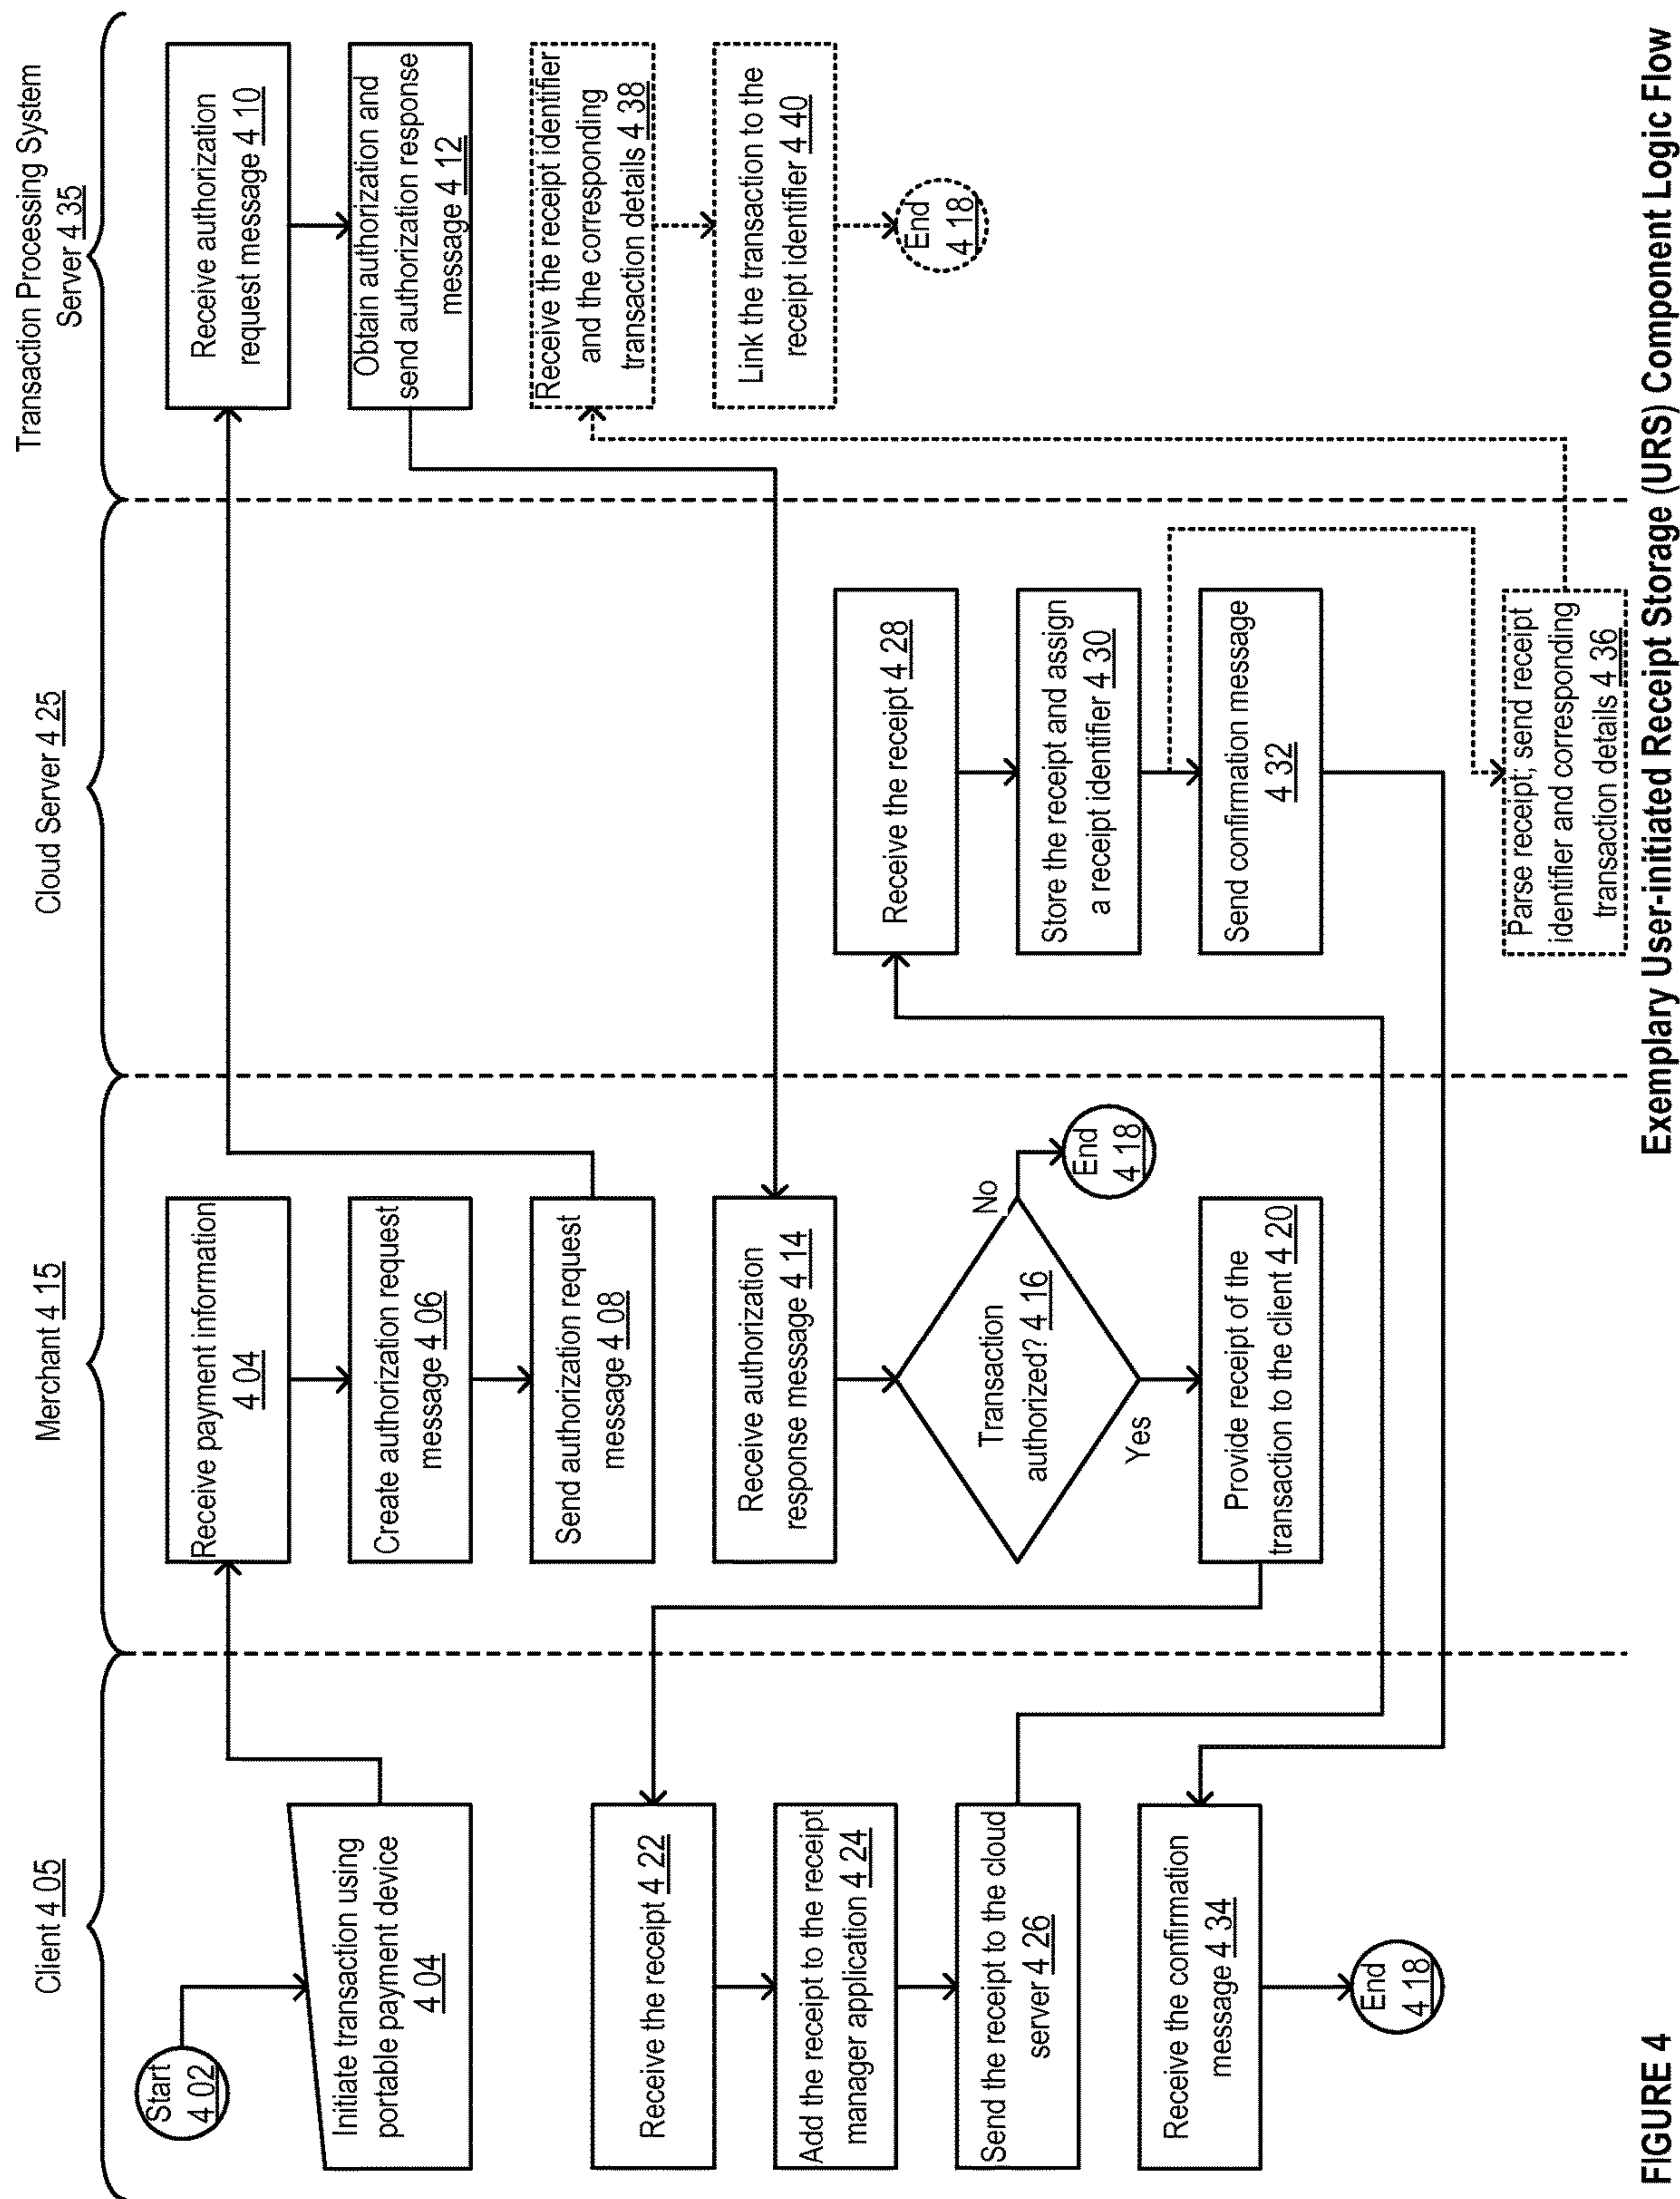 Client 4 05
Start
4 02
Initiate transaction using
portable payment device
4 04
Receive the receipt 4 22
Add the receipt to the receipt
manager application 4 24
Send the receipt to the cloud
server 4 26
Receive the confirmation
message 4 34
End
4 18
Merchant 4 15
Receive payment information
4 04
Create authorization request
message 4 06
Send authorization request
message 4 08
Receive authorization
response message 4 14
Transaction
authorized? 4 16
No
End
4 18
Yes
Provide receipt of the
transaction to the client 4 20
Cloud Server 4 25
Receive the receipt 4 28
Store the receipt and assign
a receipt identifier 4 30
Send confirmation message
4 32
Parse receipt; send receipt
identifier and corresponding
transaction details 4 36
Transaction Processing System
Server 4 35
Receive authorization
request message 4 10
Obtain authorization and
send authorization response
message 4 12
Receive the receipt identifier
and the corresponding
transaction details 4 38
Link the transaction to the
receipt identifier 4 40
End
4 18
FIGURE 4
Exemplary User-initiated Receipt Storage (URS) Component Logic Flow